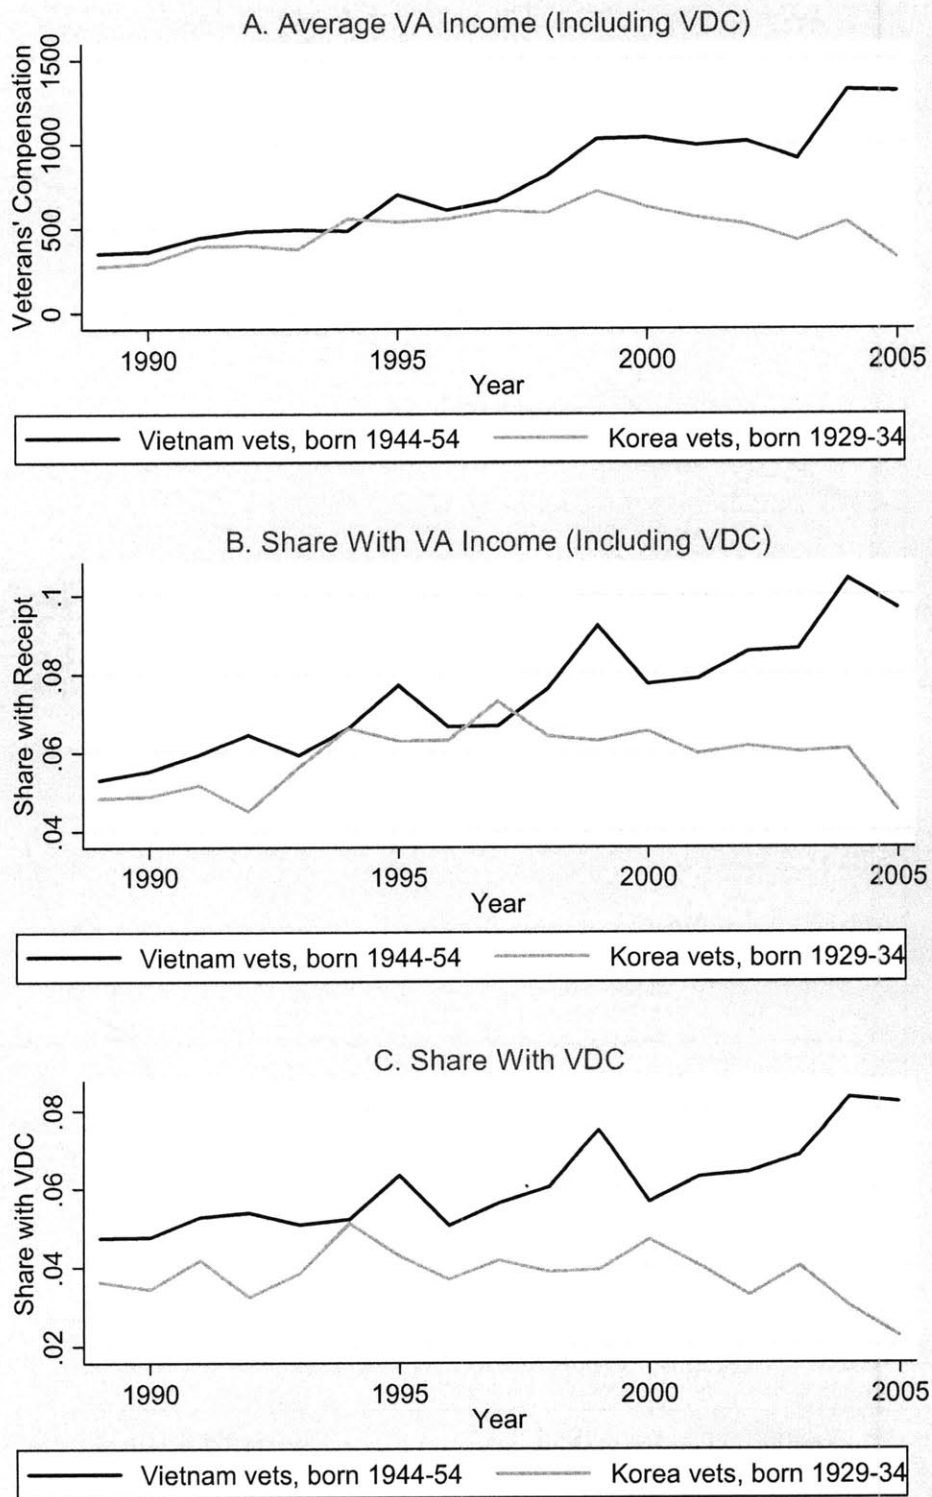 A. Average VA Income (Including VDC)
Veterans' Compensation
1500
1000
500
0
1990 1995 2000 2005
Year
Vietnam vets, born 1944-54 Korea vets, born 1929-34
B. Share With VA Income (Including VDC)
Share with Receipt
.1
.08
.06
.04
1990 1995 2000 2005
Year
Vietnam vets, born 1944-54 Korea vets, born 1929-34
C. Share With VDC
Share with VDC
.08
.06
.04
.02
1990 1995 2000 2005
Year
Vietnam vets, born 1944-54 Korea vets, born 1929-34